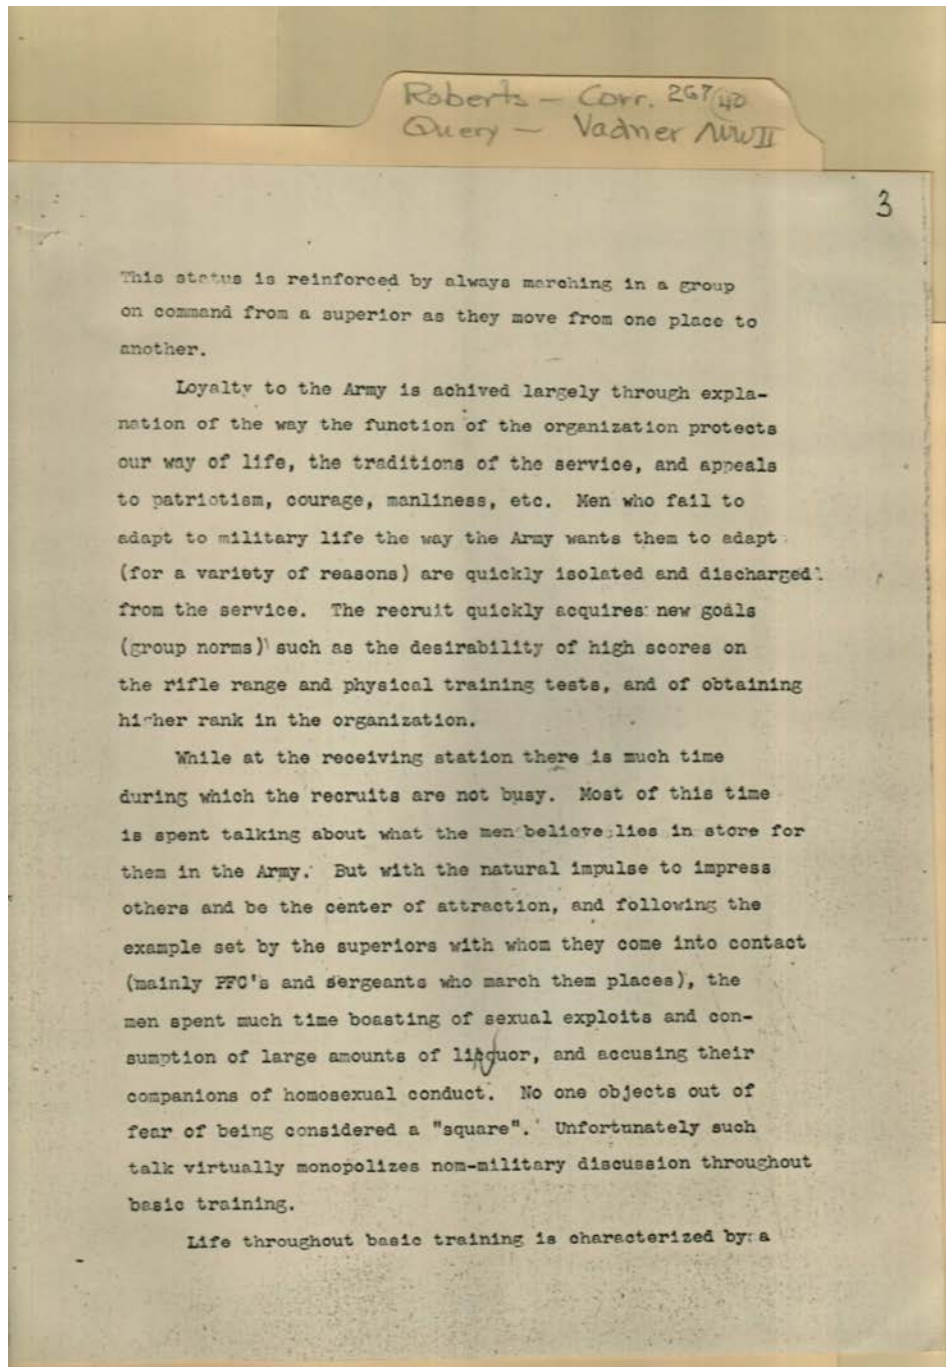 Roberts - Corr. 267 40
Query - Vadner NWII
3
This status is reinforced by always marching in a group
on command from a superior as they move from one place to
another.
Loyalty to the Army is achived largely through expla-
nation of the way the function of the organization protects
our way of life, the traditions of the service, and appeals
to patriotism, courage, manliness, etc. Men who fail to
adapt to military life the way the Army wants them to adapt
(for a variety of reasons) are quickly isolated and discharged
from the service. The recruit quickly acquires new goals
(group norms) such as the desirability of high scores on
the rifle range and physical training tests, and of obtaining
higher rank in the organization.
While at the receiving station there is much time
during which the recruits are not busy. Most of this time
is spent talking about what the men believe lies in store for
them in the Army. But with the natural impulse to impress
others and be the center of attraction, and following the
example set by the superiors with whom they come into contact
(mainly PFC's and sergeants who march them places), the
men spent much time boasting of sexual exploits and con-
sumption of large amounts of liquor, and accusing their
companions of homosexual conduct. No one objects out of
fear of being considered a "square". Unfortunately such
talk virtually monopolizes nom-military discussion throughout
basic training.
Life throughout basic training is characterized by a